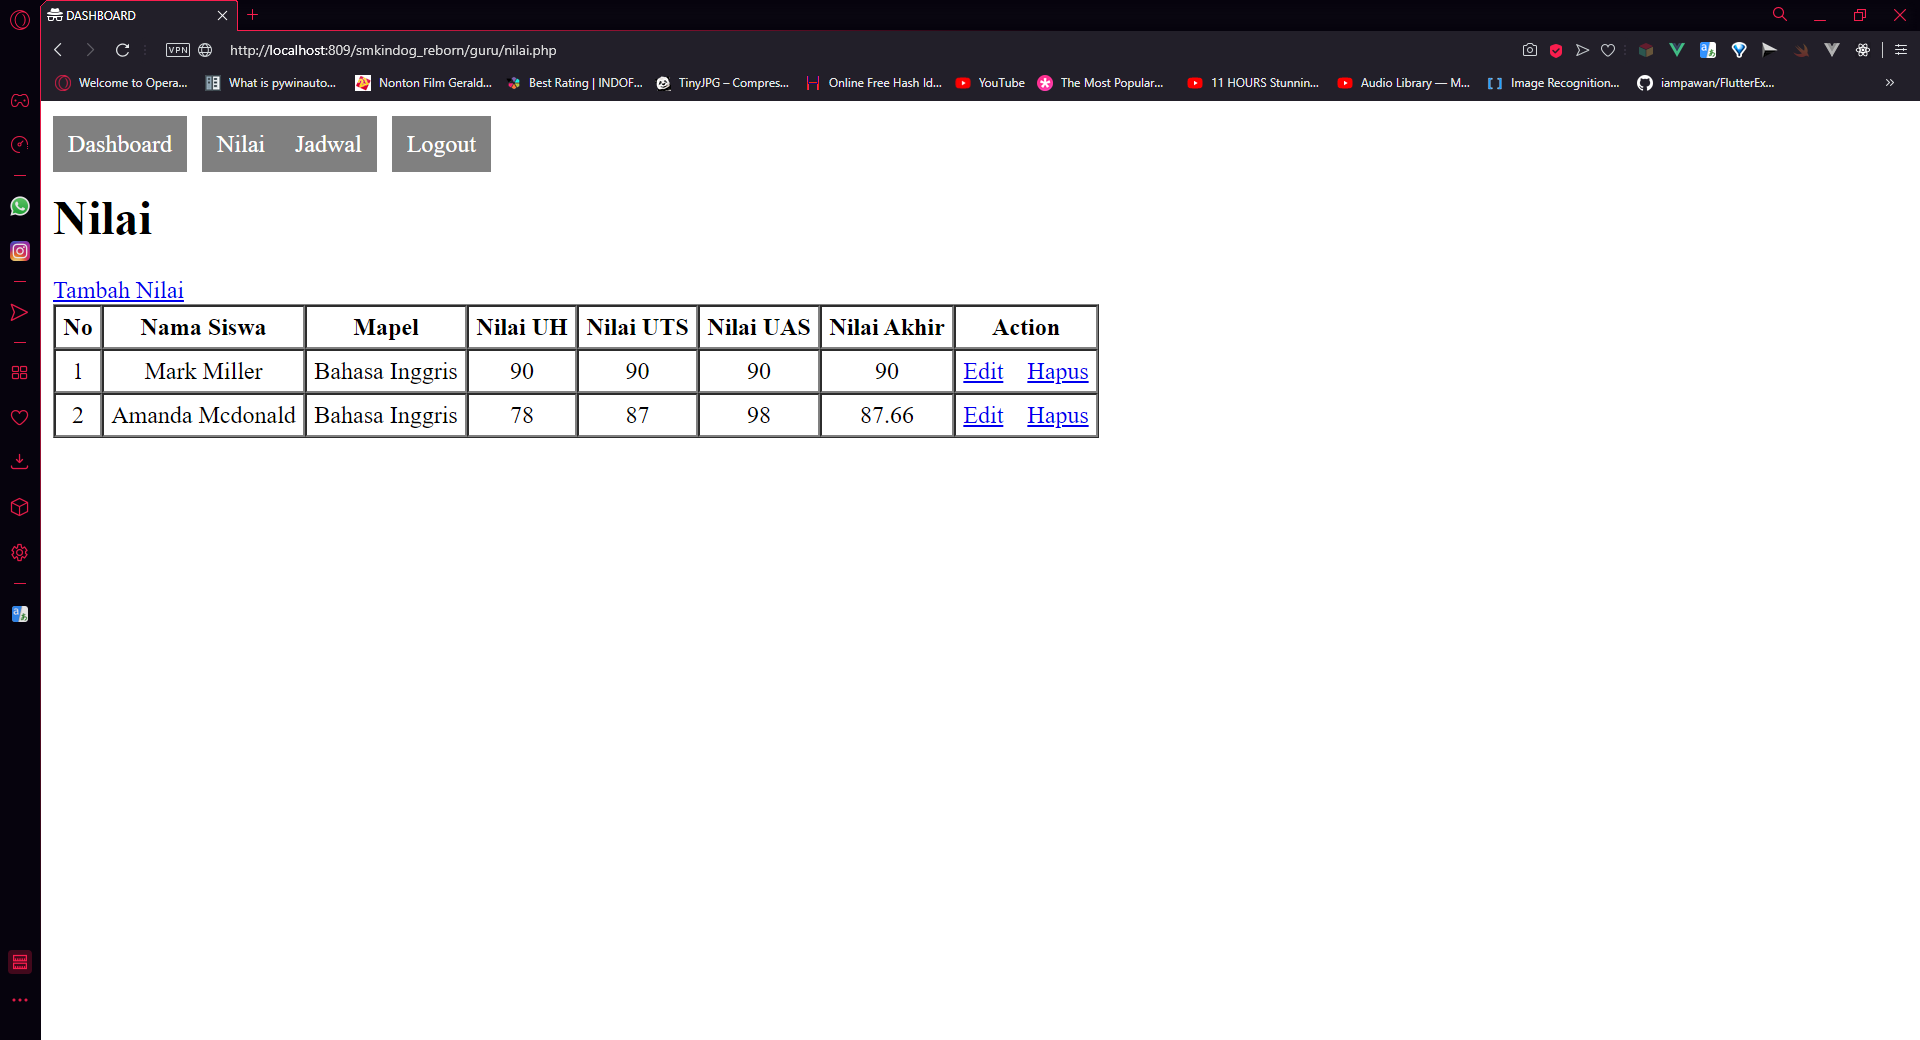 DASHBOARD
VPN http://localhost:809/smkindog_reborn/guru/nilai.php
Welcome to Opera... What is pywinauto... Nonton Film Gerald... Best Rating | INDOF... TinyJPG – Compres... Online Free Hash Id... YouTube The Most Popular... 11 HOURS Stunnin... Audio Library — M... Image Recognition... iampawan/FlutterEx... »
Dashboard Nilai Jadwal Logout
Nilai
Tambah Nilai
No Nama Siswa Mapel Nilai UH Nilai UTS Nilai UAS Nilai Akhir Action
1 Mark Miller Bahasa Inggris 90 90 90 90 Edit Hapus
2 Amanda Mcdonald Bahasa Inggris 78 87 98 87.66 Edit Hapus